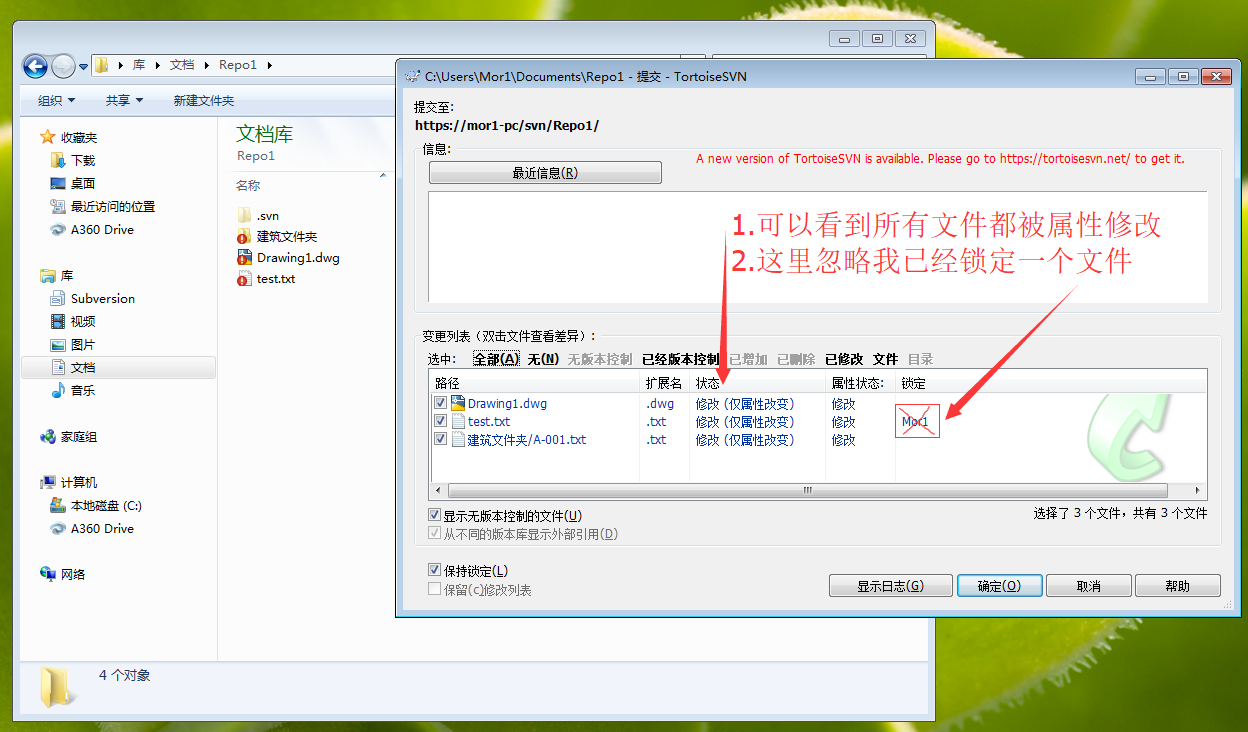 库 文档 Repo1
组织 共享 新建文件夹
收藏夹
下载
桌面
最近访问的位置
A360 Drive
库
Subversion
视频
图片
文档
音乐
家庭组
计算机
本地磁盘 (C:)
A360 Drive
网络
文档库
Repo1
名称
.svn
建筑文件夹
Drawing1.dwg
test.txt
4 个对象
C:\Users\Mor1\Documents\Repo1 - 提交 - TortoiseSVN
提交至:
https://mor1-pc/svn/Repo1/
信息:
最近信息(R)
A new version of TortoiseSVN is available. Please go to https://tortoisesvn.net/ to get it.
1.可以看到所有文件都被属性修改
2.这里忽略我已经锁定一个文件
变更列表（双击文件查看差异）:
选中: 全部(A) 无(N) 无版本控制 已经版本控制 已增加 已删除 已修改 文件 目录
路径 扩展名 状态 属性状态: 锁定
Drawing1.dwg .dwg 修改 (仅属性改变) 修改
test.txt .txt 修改 (仅属性改变) 修改 Mor1
建筑文件夹/A-001.txt .txt 修改 (仅属性改变) 修改
显示无版本控制的文件(U)
选择了 3 个文件，共有 3 个文件
从不同的版本库显示外部引用(D)
保持锁定(L)
保留(c)修改列表
显示日志(G) 确定(O) 取消 帮助